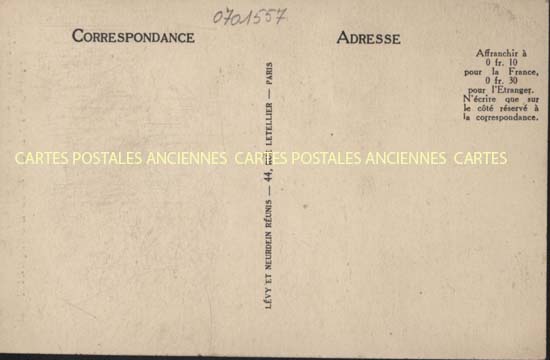 0701557
CORRESPONDANCE
ADRESSE
Affranchir à
0 fr. 10
pour la France,
0 fr. 30
pour l'Etranger.
N'écrire que sur
le côté réservé à
la correspondance.
LÉVY ET NEURDEIN RÉUNIS — 44, RUE LETELLIER — PARIS
CARTES POSTALES ANCIENNES CARTES POSTALES ANCIENNES CARTES